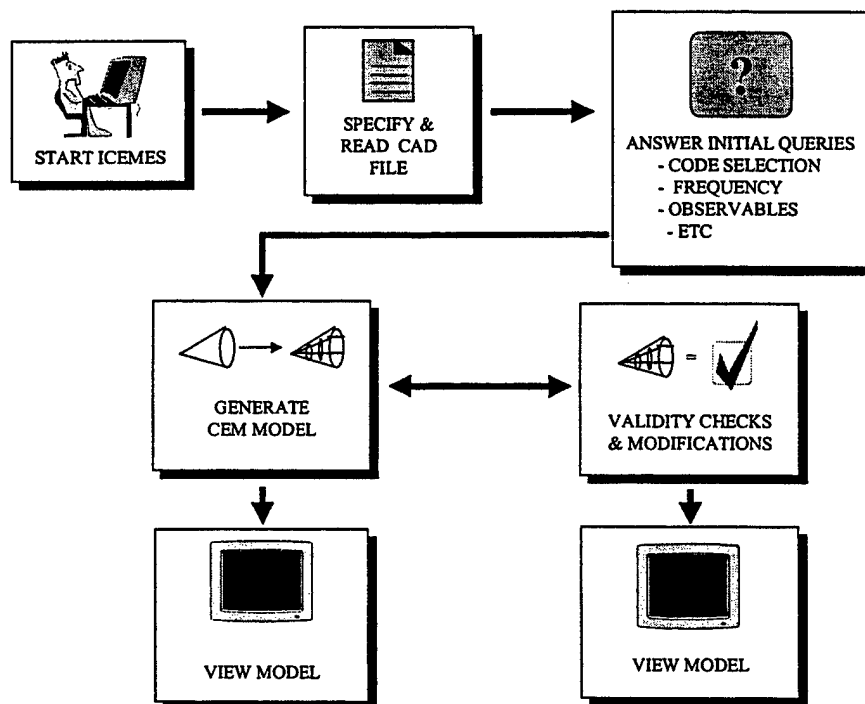 START ICEMES
SPECIFY &
READ CAD
FILE
?
ANSWER INITIAL QUERIES
- CODE SELECTION
- FREQUENCY
- OBSERVABLES
- ETC
GENERATE
CEM MODEL
=
VALIDITY CHECKS
& MODIFICATIONS
VIEW MODEL
VIEW MODEL